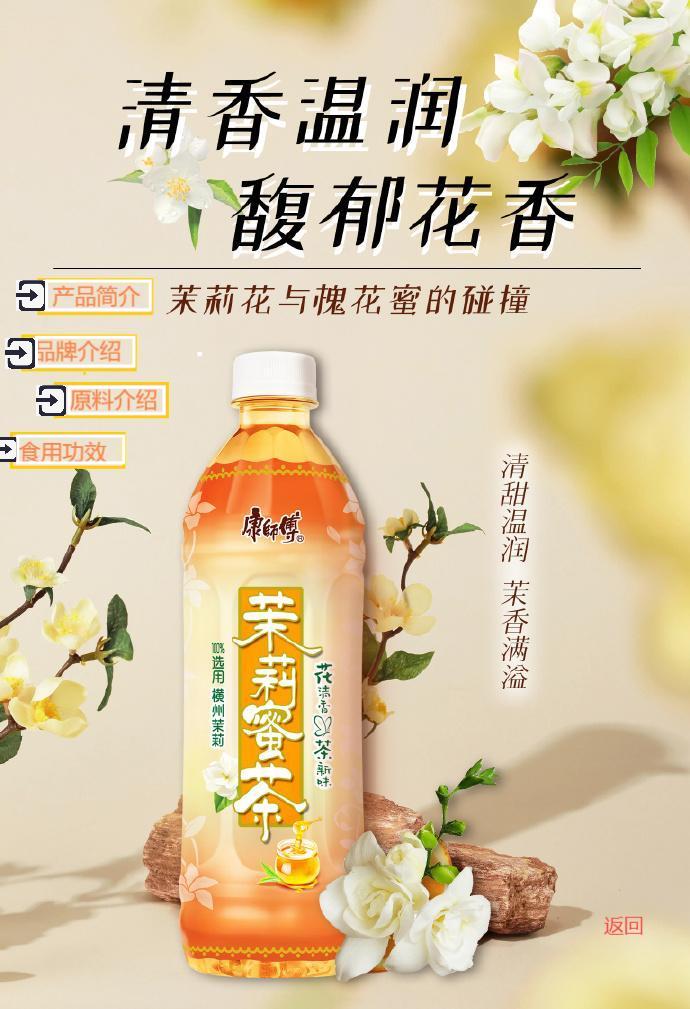 清香温润
馥郁花香
茉莉花与槐花蜜的碰撞
产品简介
品牌介绍
原料介绍
食用功效
清甜温润 茉香满溢
康师傅®
茉莉蜜茶
100%选用 横州茉莉
花清香 茶新味
返回